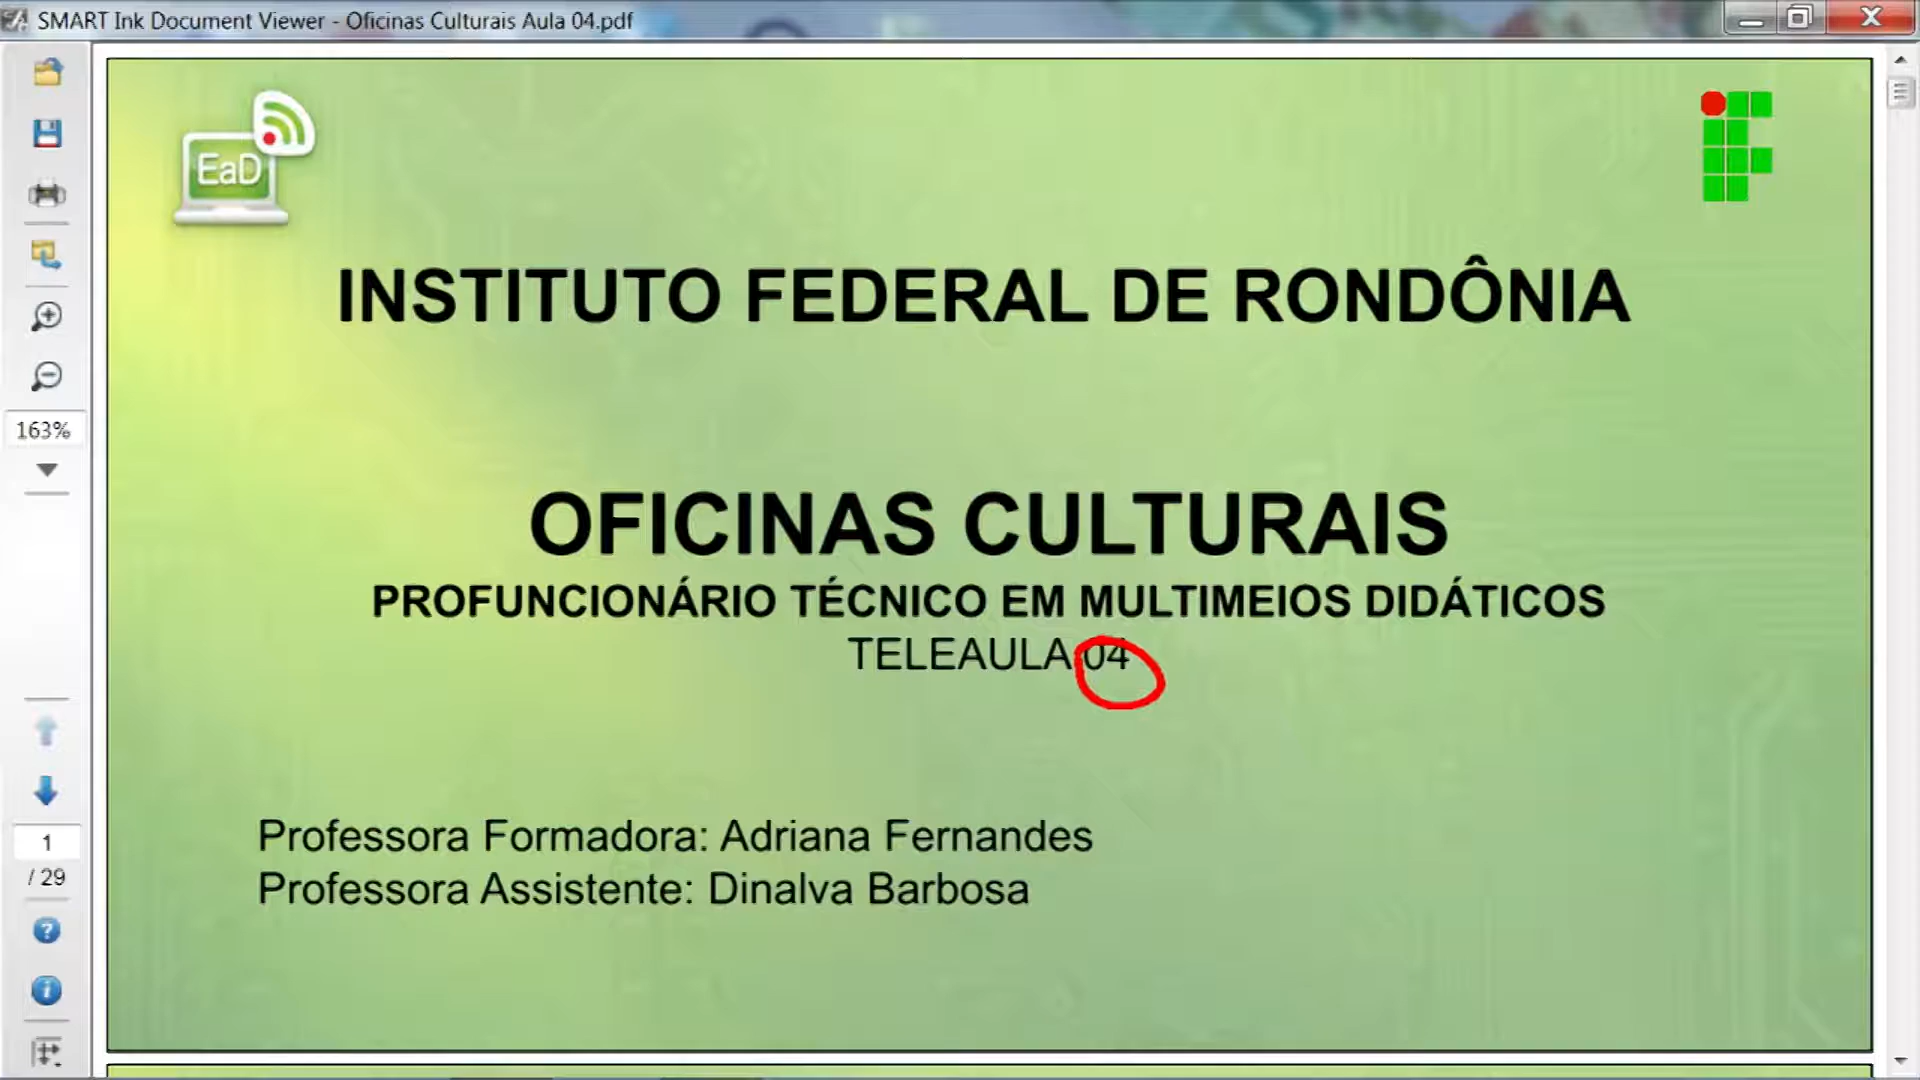 SMART Ink Document Viewer - Oficinas Culturais Aula 04.pdf
EaD
INSTITUTO FEDERAL DE RONDÔNIA
163%
OFICINAS CULTURAIS
PROFUNCIONÁRIO TÉCNICO EM MULTIMEIOS DIDÁTICOS
TELEAULA 04
Professora Formadora: Adriana Fernandes
1
/ 29
Professora Assistente: Dinalva Barbosa